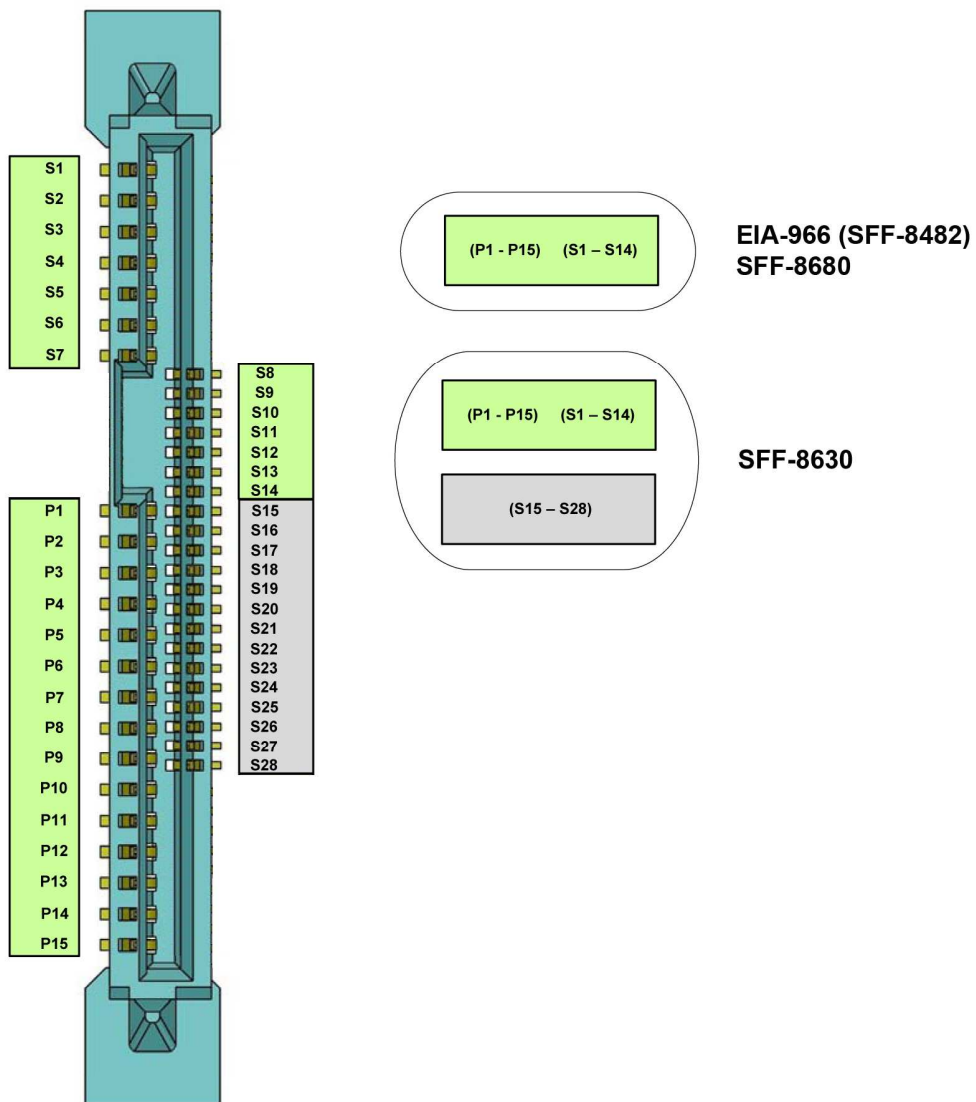 S1
S2
S3
S4
S5
S6
S7
P1
P2
P3
P4
P5
P6
P7
P8
P9
P10
P11
P12
P13
P14
P15
S8
S9
S10
S11
S12
S13
S14
S15
S16
S17
S18
S19
S20
S21
S22
S23
S24
S25
S26
S27
S28
(P1 - P15) (S1 – S14)
EIA-966 (SFF-8482)
SFF-8680
(P1 - P15) (S1 – S14)
(S15 – S28)
SFF-8630